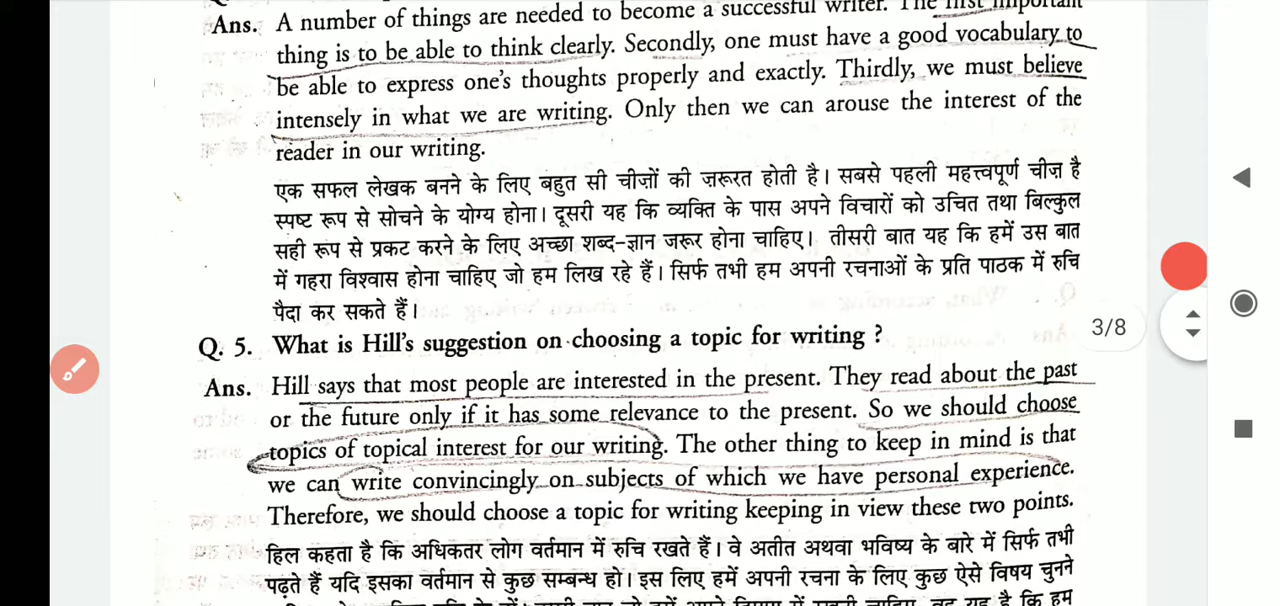 Ans. A number of things are needed to become a successful writer. The first important
thing is to be able to think clearly. Secondly, one must have a good vocabulary to
be able to express one's thoughts properly and exactly. Thirdly, we must believe
intensely in what we are writing. Only then we can arouse the interest of the
reader in our writing.
एक सफल लेखक बनने के लिए बहुत सी चीज़ों की ज़रूरत होती है। सबसे पहली महत्त्वपूर्ण चीज़ है
स्पष्ट रूप से सोचने के योग्य होना। दूसरी यह कि व्यक्ति के पास अपने विचारों को उचित तथा बिल्कुल
सही रूप से प्रकट करने के लिए अच्छा शब्द-ज्ञान जरूर होना चाहिए। तीसरी बात यह कि हमें उस बात
में गहरा विश्वास होना चाहिए जो हम लिख रहे हैं। सिर्फ तभी हम अपनी रचनाओं के प्रति पाठक में रुचि
पैदा कर सकते हैं।
3/8
Q. 5. What is Hill's suggestion on choosing a topic for writing ?
Ans. Hill says that most people are interested in the present. They read about the past
or the future only if it has some relevance to the present. So we should choose
topics of topical interest for our writing. The other thing to keep in mind is that
we can write convincingly on subjects of which we have personal experience.
Therefore, we should choose a topic for writing keeping in view these two points.
हिल कहता है कि अधिकतर लोग वर्तमान में रुचि रखते हैं। वे अतीत अथवा भविष्य के बारे में सिर्फ तभी
पढ़ते हैं यदि इसका वर्तमान से कुछ सम्बन्ध हो। इस लिए हमें अपनी रचना के लिए कुछ ऐसे विषय चुनने